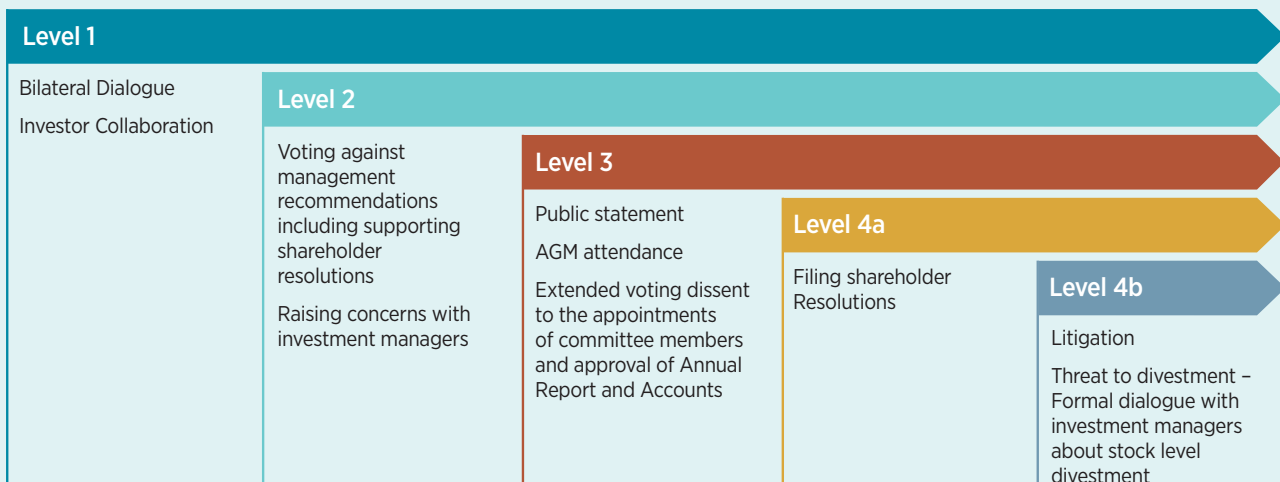 Level 1
Bilateral Dialogue
Investor Collaboration
Level 2
Voting against
management
recommendations
including supporting
shareholder
resolutions
Raising concerns with
investment managers
Level 3
Public statement
AGM attendance
Extended voting dissent
to the appointments
of committee members
and approval of Annual
Report and Accounts
Level 4a
Filing shareholder
Resolutions
Level 4b
Litigation
Threat to divestment –
Formal dialogue with
investment managers
about stock level
divestment